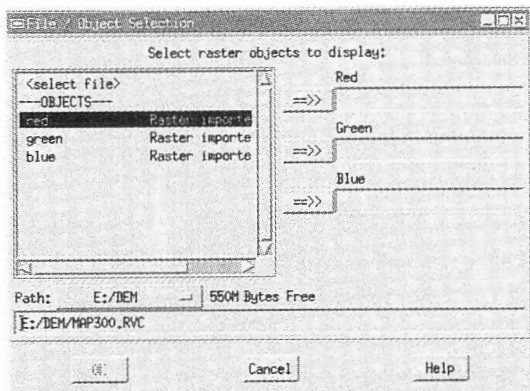 File / Object Selection
Select raster objects to display:
<select file>
---OBJECTS---
red Raster importe
green Raster importe
blue Raster importe
Red
==>>
Green
==>>
Blue
==>>
Path: E:/DEM 550M Bytes Free
E:/DEM/MAP300.RVC
OK Cancel Help